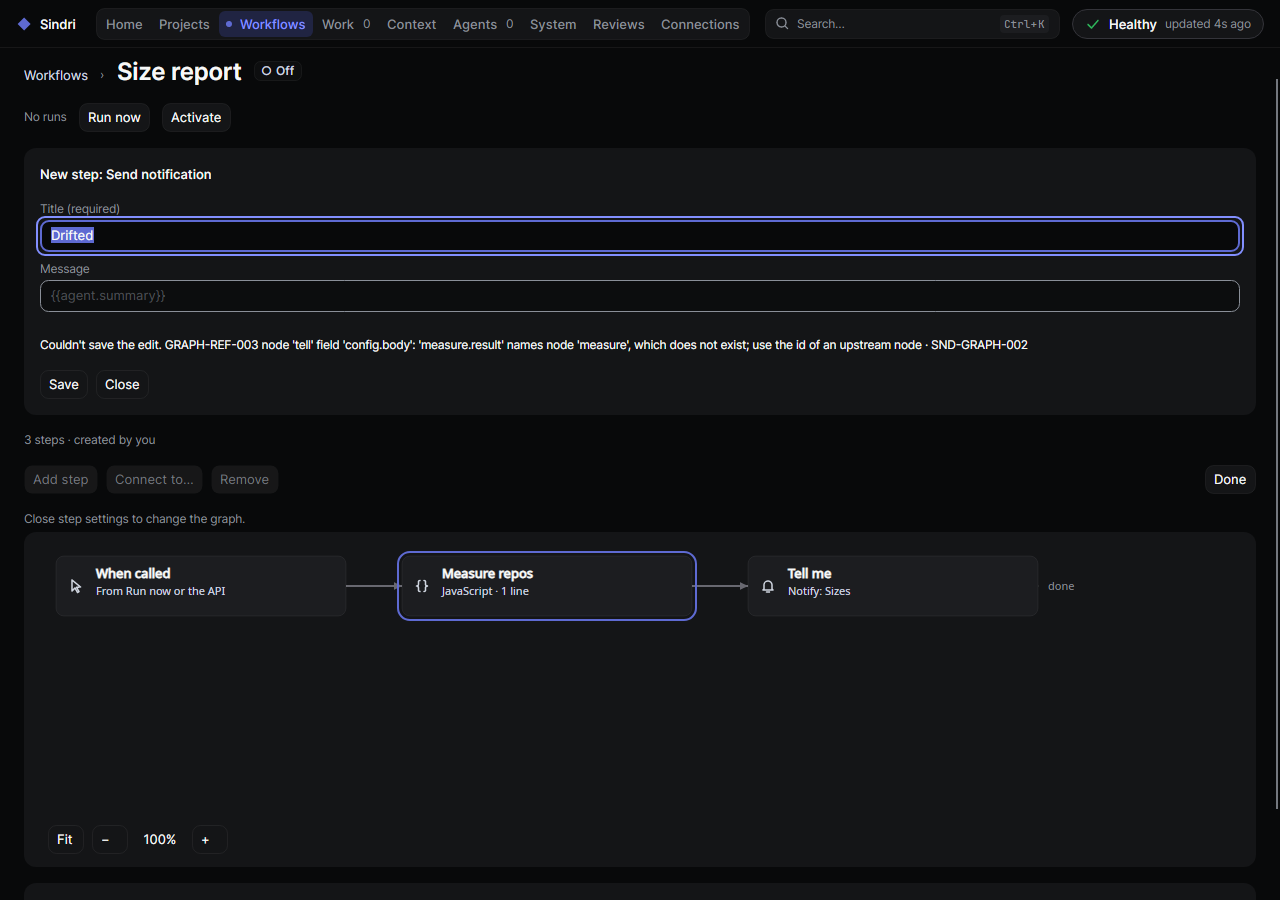 Sindri
Home
Projects
Workflows
Work 0
Context
Agents 0
System
Reviews
Connections
Search...
Ctrl+K
Healthy updated 4s ago
Workflows › Size report
Off
No runs
Run now
Activate
New step: Send notification
Title (required)
Drifted
Message
{{agent.summary}}
Couldn't save the edit. GRAPH-REF-003 node 'tell' field 'config.body': 'measure.result' names node 'measure', which does not exist; use the id of an upstream node · SND-GRAPH-002
Save
Close
3 steps · created by you
Add step
Connect to...
Remove
Done
Close step settings to change the graph.
When called
From Run now or the API
{}
Measure repos
JavaScript · 1 line
Tell me
Notify: Sizes
done
Fit
−
100%
+